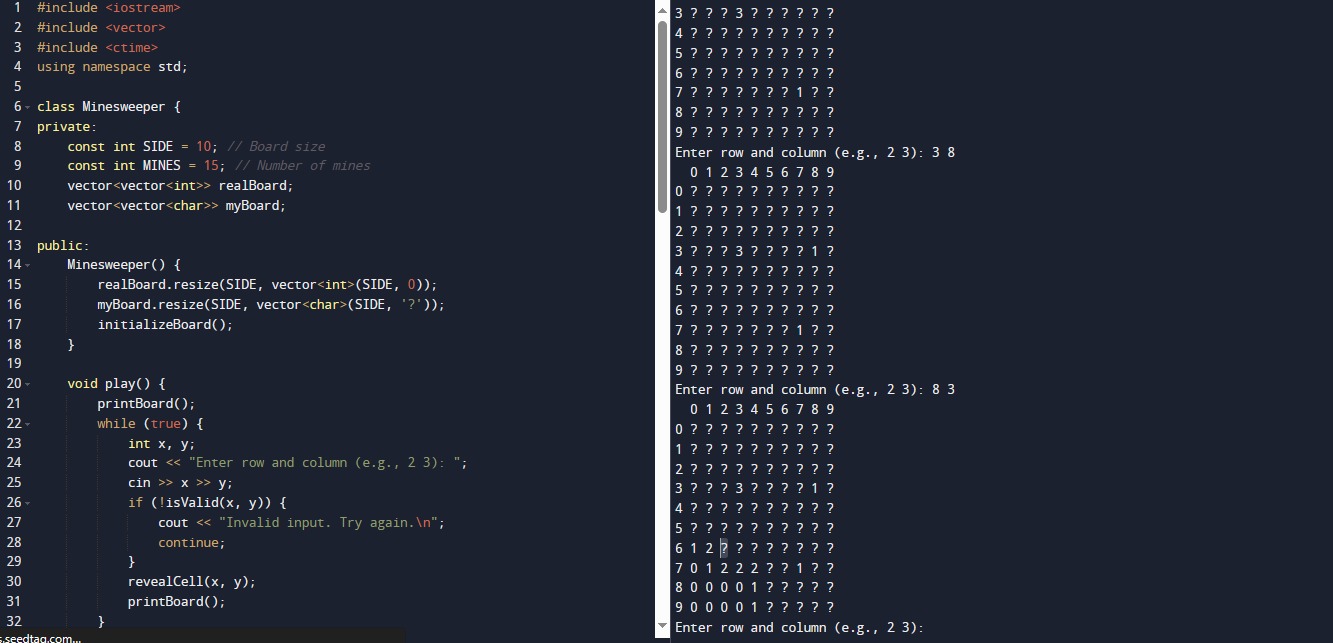 1 #include <iostream>
2 #include <vector>
3 #include <ctime>
4 using namespace std;
5
6 class Minesweeper {
7 private:
8     const int SIDE = 10; // Board size
9     const int MINES = 15; // Number of mines
10     vector<vector<int>> realBoard;
11     vector<vector<char>> myBoard;
12
13 public:
14     Minesweeper() {
15         realBoard.resize(SIDE, vector<int>(SIDE, 0));
16         myBoard.resize(SIDE, vector<char>(SIDE, '?'));
17         initializeBoard();
18     }
19
20     void play() {
21         printBoard();
22         while (true) {
23             int x, y;
24             cout << "Enter row and column (e.g., 2 3): ";
25             cin >> x >> y;
26             if (!isValid(x, y)) {
27                 cout << "Invalid input. Try again.\n";
28                 continue;
29             }
30             revealCell(x, y);
31             printBoard();
32         }
s.seedtag.com...
3 ? ? ? 3 ? ? ? ? ? ?
4 ? ? ? ? ? ? ? ? ? ?
5 ? ? ? ? ? ? ? ? ? ?
6 ? ? ? ? ? ? ? ? ? ?
7 ? ? ? ? ? ? ? 1 ? ?
8 ? ? ? ? ? ? ? ? ? ?
9 ? ? ? ? ? ? ? ? ? ?
Enter row and column (e.g., 2 3): 3 8
  0 1 2 3 4 5 6 7 8 9
0 ? ? ? ? ? ? ? ? ? ?
1 ? ? ? ? ? ? ? ? ? ?
2 ? ? ? ? ? ? ? ? ? ?
3 ? ? ? 3 ? ? ? ? 1 ?
4 ? ? ? ? ? ? ? ? ? ?
5 ? ? ? ? ? ? ? ? ? ?
6 ? ? ? ? ? ? ? ? ? ?
7 ? ? ? ? ? ? ? 1 ? ?
8 ? ? ? ? ? ? ? ? ? ?
9 ? ? ? ? ? ? ? ? ? ?
Enter row and column (e.g., 2 3): 8 3
  0 1 2 3 4 5 6 7 8 9
0 ? ? ? ? ? ? ? ? ? ?
1 ? ? ? ? ? ? ? ? ? ?
2 ? ? ? ? ? ? ? ? ? ?
3 ? ? ? 3 ? ? ? ? 1 ?
4 ? ? ? ? ? ? ? ? ? ?
5 ? ? ? ? ? ? ? ? ? ?
6 1 2 ? ? ? ? ? ? ? ?
7 0 1 2 2 2 ? ? 1 ? ?
8 0 0 0 0 1 ? ? ? ? ?
9 0 0 0 0 1 ? ? ? ? ?
Enter row and column (e.g., 2 3):